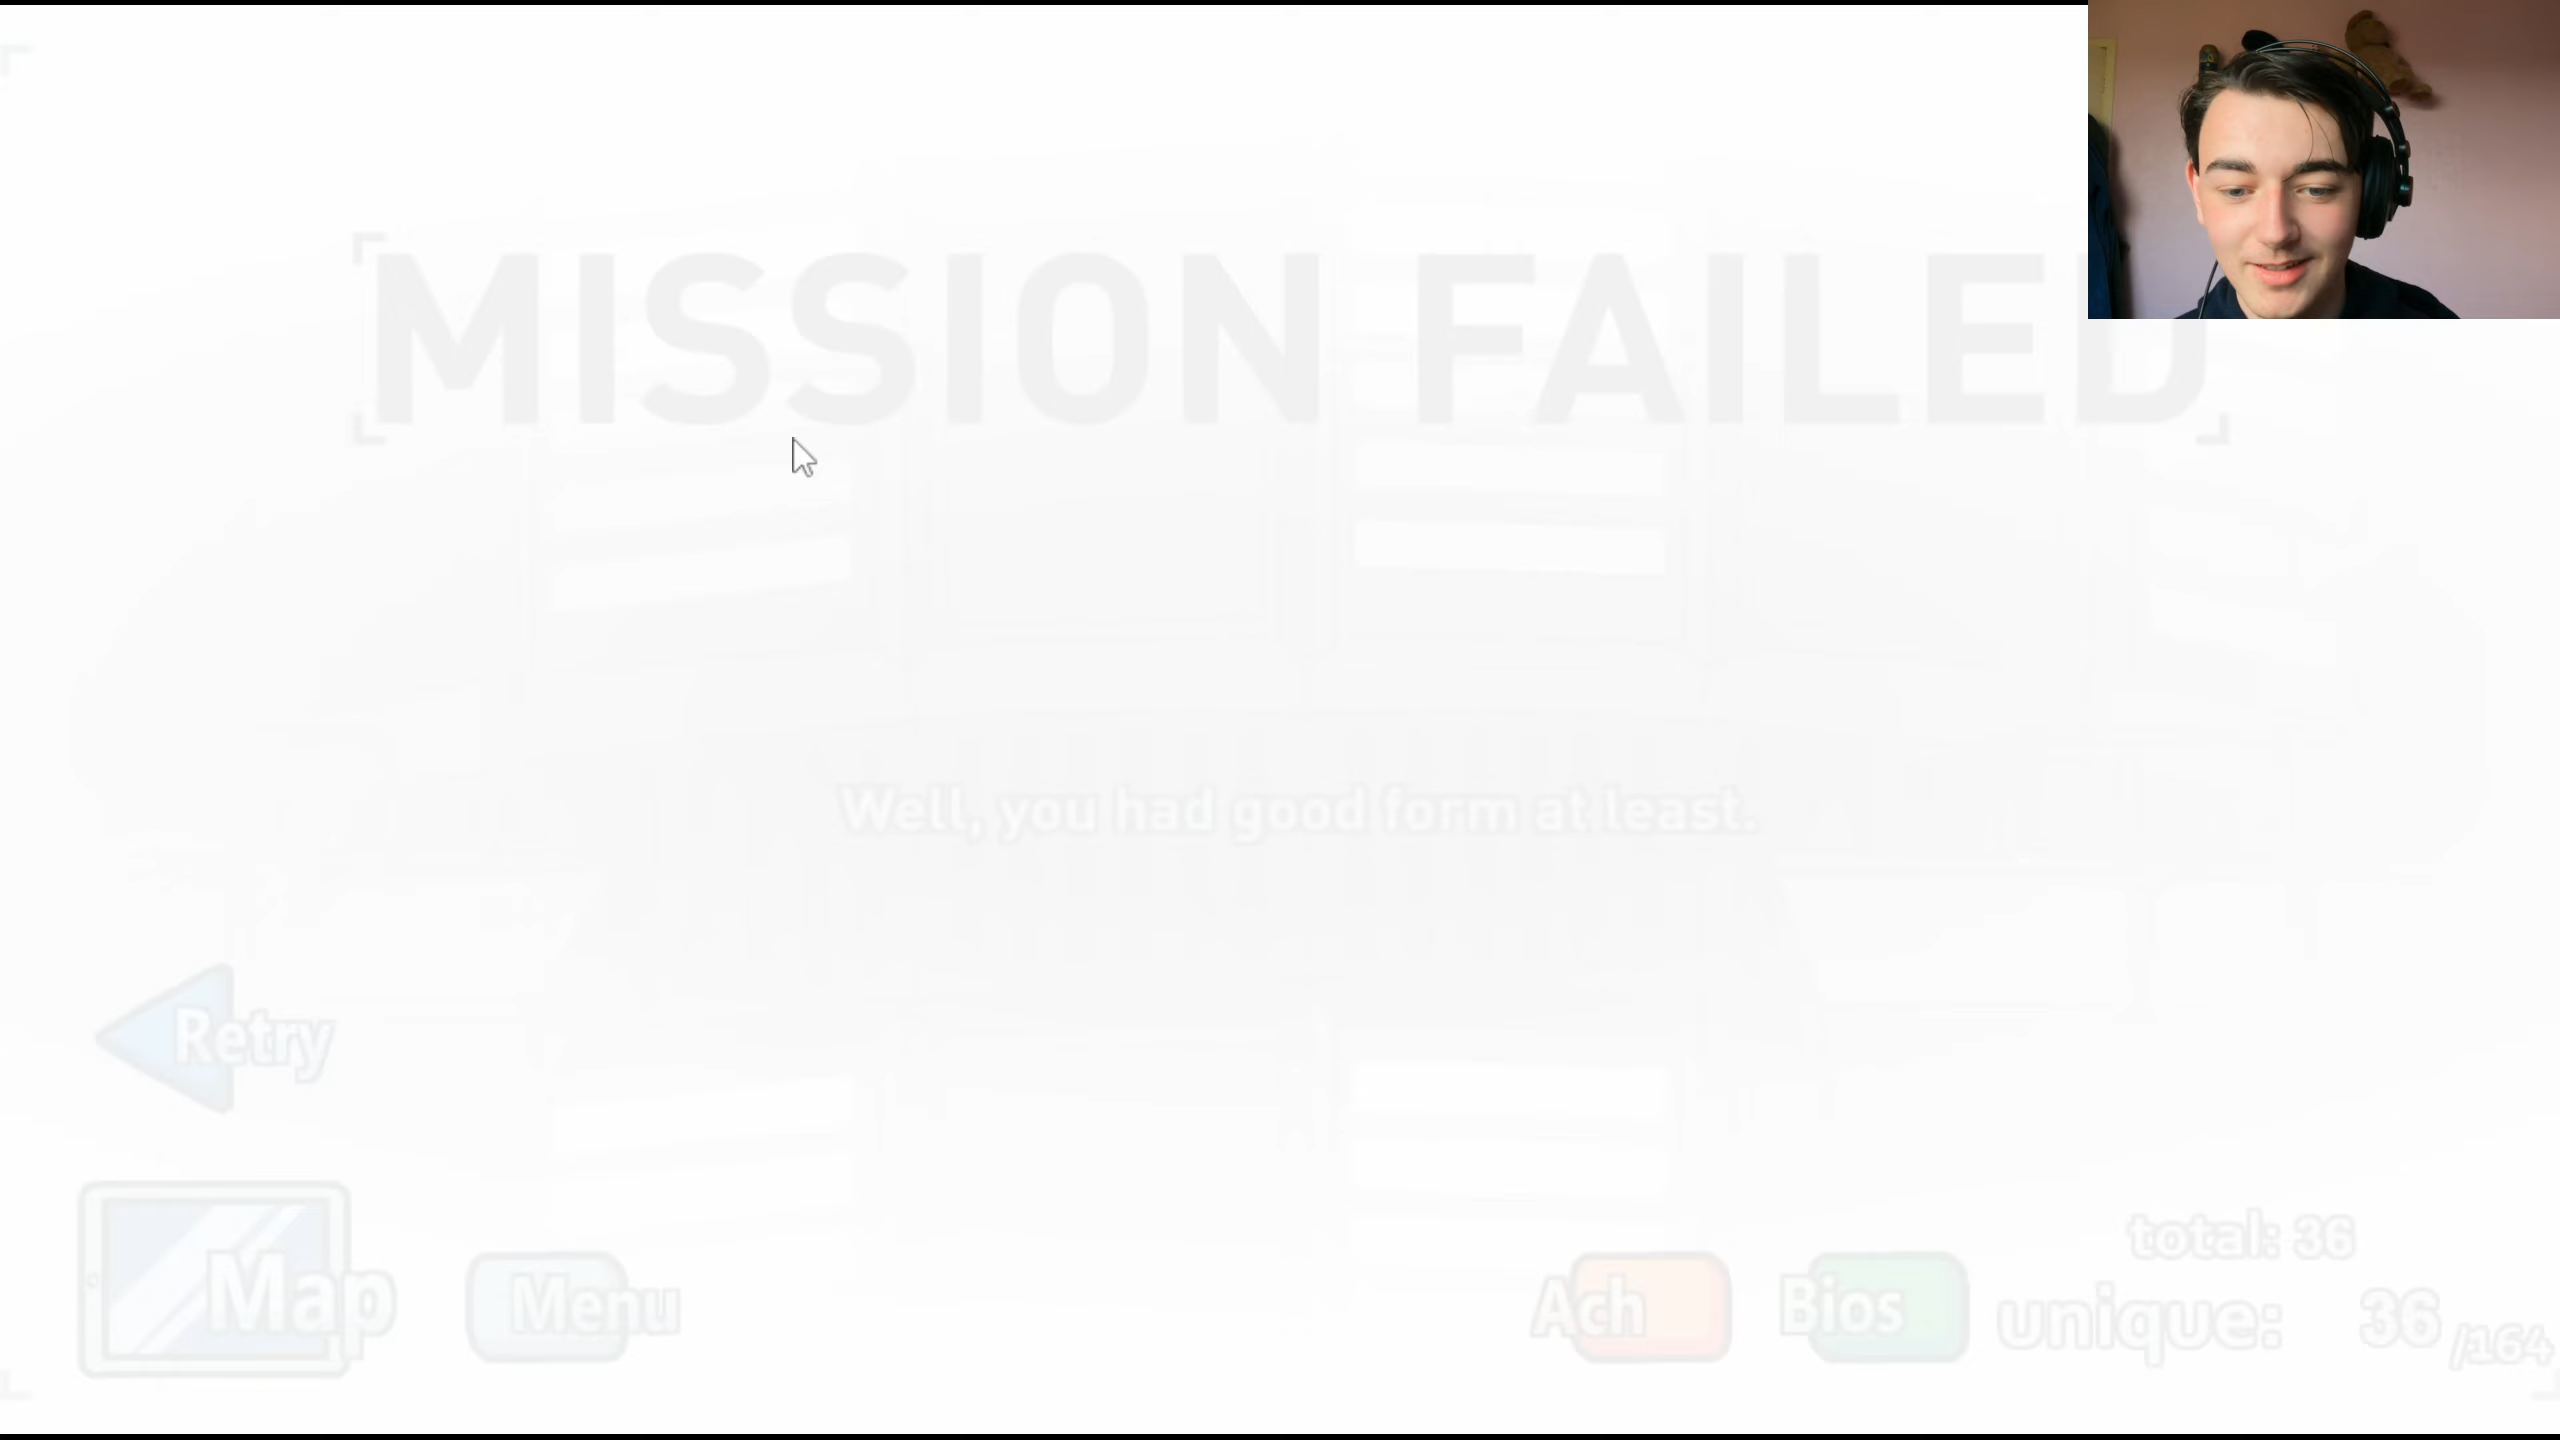 MISSION FAILED
Well, you had good form at least.
Retry
Map
Menu
Ach
Bios
total: 36
unique: 36 /164